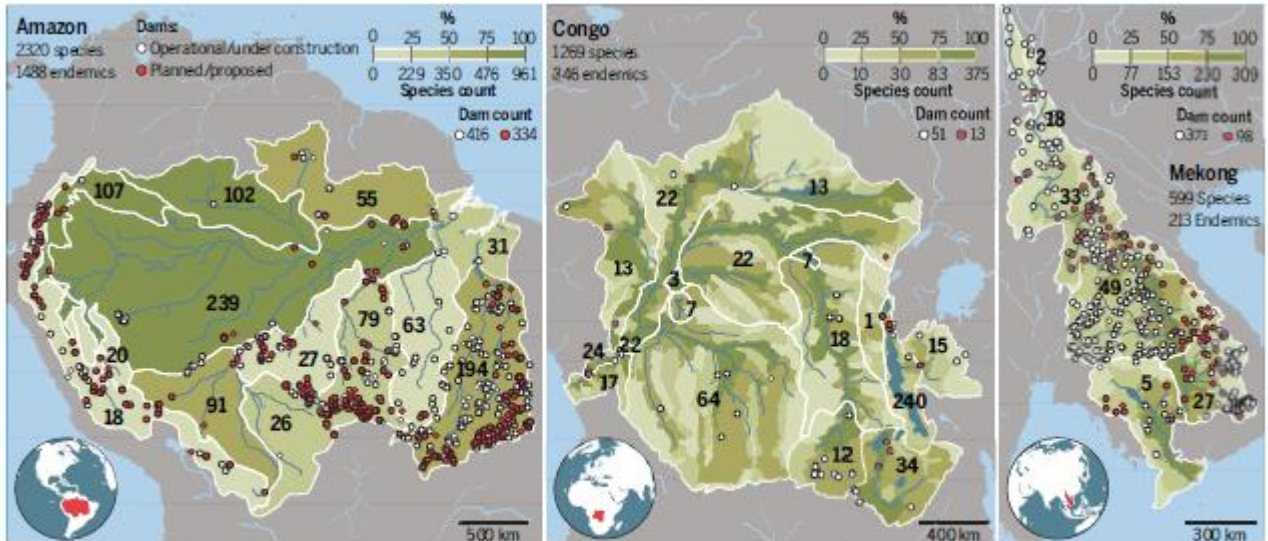 Amazon
2320 species
1488 endemics
Dams:
Operational/under construction
Planned/proposed
%
0 25 50 75 100
0 229 350 476 961
Species count
Dam count
416 334
107
102
55
31
239
79
63
20
27
194
18
91
26
500 km
Congo
1269 species
346 endemics
%
0 25 50 75 100
0 10 30 83 375
Species count
Dam count
51 13
22
13
13
22
7
3
7
1
24
22
18
15
17
64
240
12
34
400 km
%
0 25 50 75 100
0 77 153 230 309
Species count
Dam count
371 98
Mekong
599 Species
213 Endemics
2
18
33
49
5
27
300 km